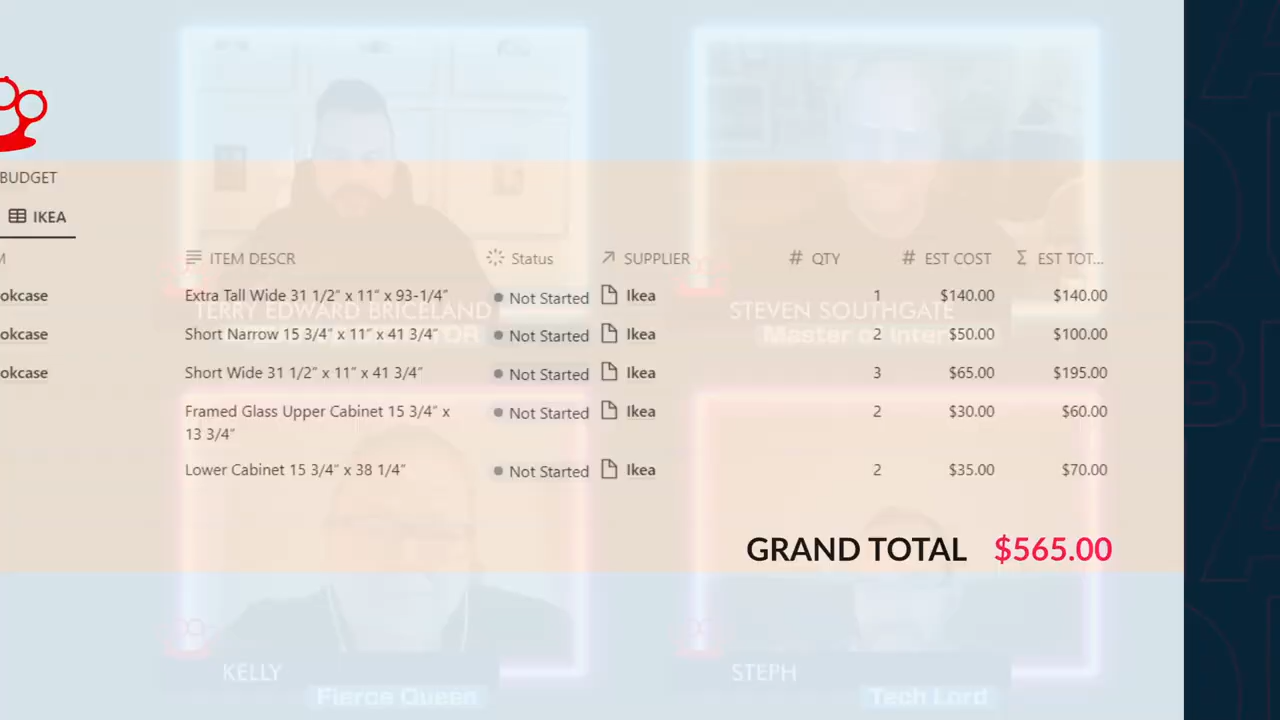 BUDGET
IKEA
ITEM DESCR Status SUPPLIER QTY EST COST EST TOT...
okcase Extra Tall Wide 31 1/2″ x 11″ x 93-1/4″ Not Started Ikea 1 $140.00 $140.00
TERRY EDWARD BRICELAND STEVEN SOUTHGATE
okcase Short Narrow 15 3/4″ x 11″ x 41 3/4″ Not Started Ikea 2 $50.00 $100.00
okcase Short Wide 31 1/2″ x 11″ x 41 3/4″ Not Started Ikea 3 $65.00 $195.00
Framed Glass Upper Cabinet 15 3/4″ x Not Started Ikea 2 $30.00 $60.00
13 3/4″
Lower Cabinet 15 3/4″ x 38 1/4″ Not Started Ikea 2 $35.00 $70.00
GRAND TOTAL $565.00
KELLY STEPH
Fierce Queen Tech Lord